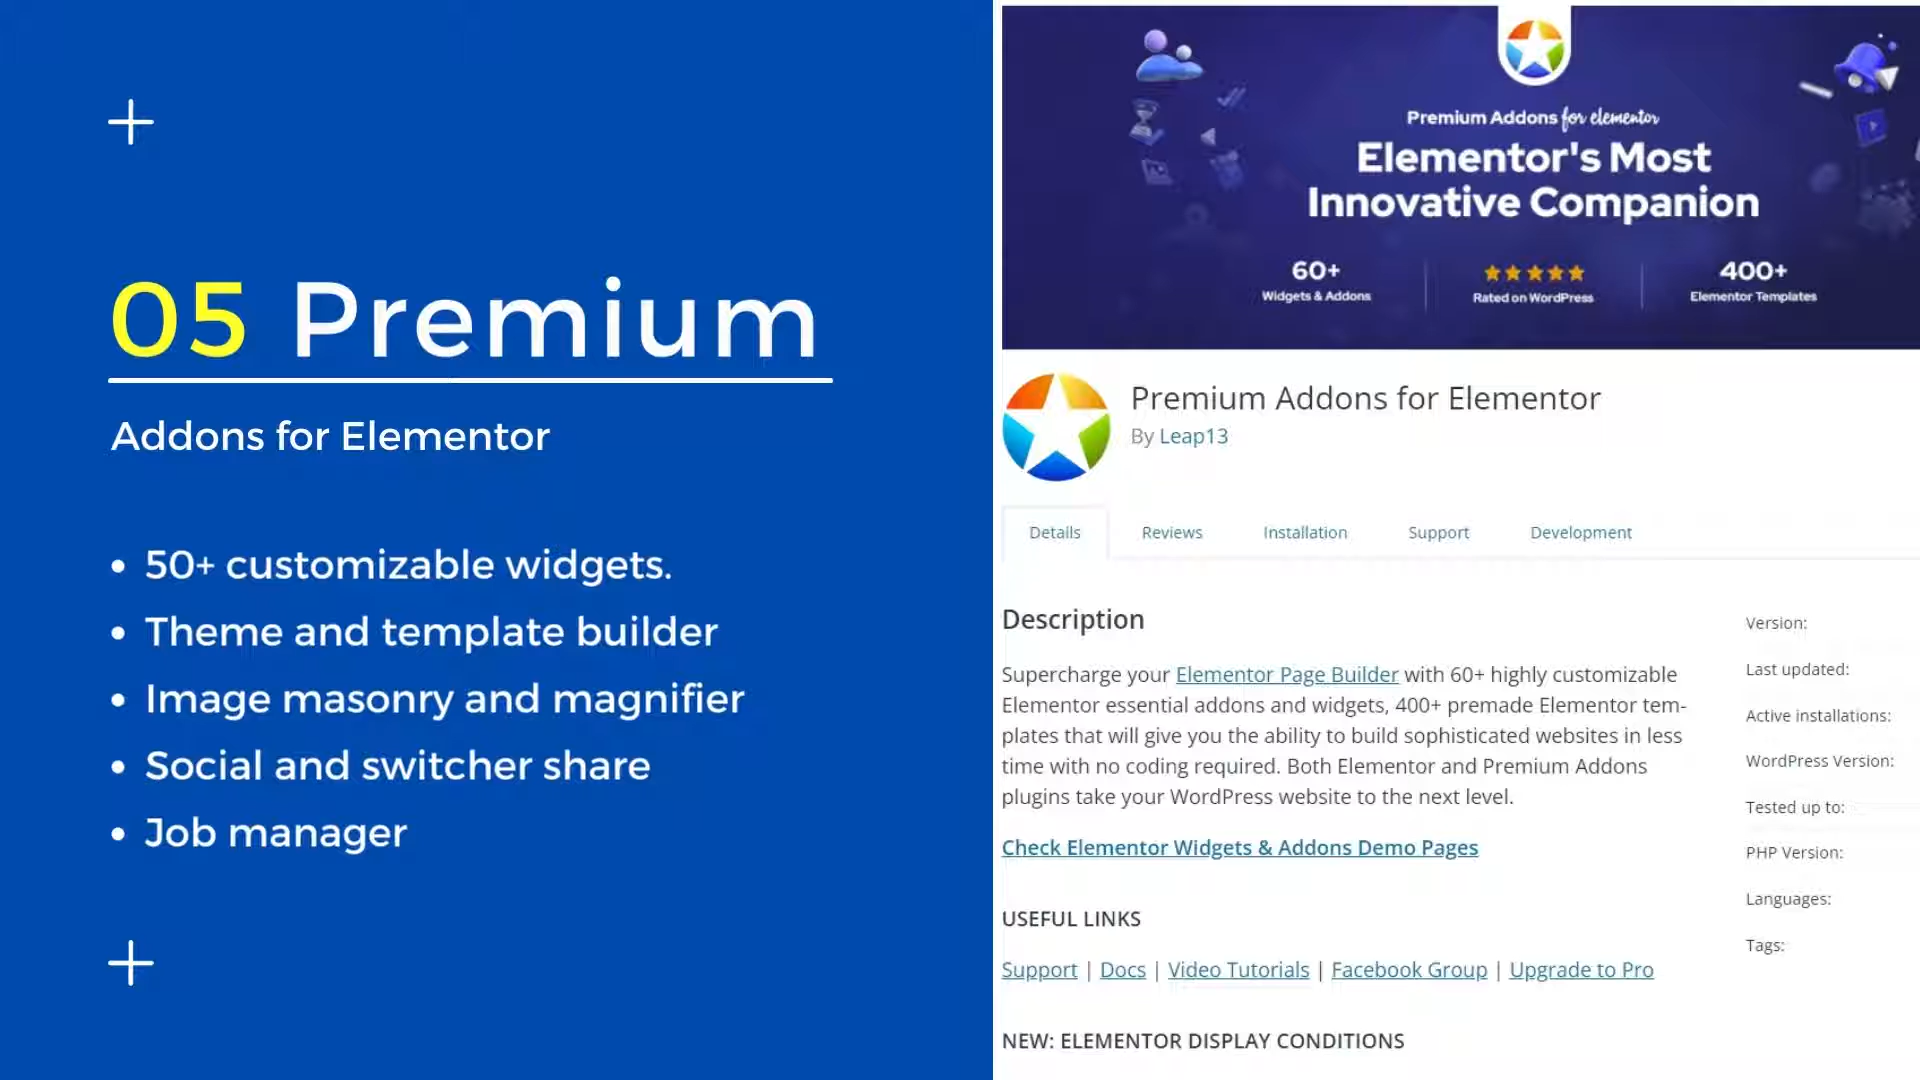 05 Premium
Addons for Elementor
• 50+ customizable widgets.
• Theme and template builder
• Image masonry and magnifier
• Social and switcher share
• Job manager
Premium Addons for elementor
Elementor's Most
Innovative Companion
60+
Widgets & Addons
Rated on WordPress
400+
Elementor Templates
Premium Addons for Elementor
By Leap13
Details Reviews Installation Support Development
Description
Supercharge your Elementor Page Builder with 60+ highly customizable
Elementor essential addons and widgets, 400+ premade Elementor tem-
plates that will give you the ability to build sophisticated websites in less
time with no coding required. Both Elementor and Premium Addons
plugins take your WordPress website to the next level.
Check Elementor Widgets & Addons Demo Pages
USEFUL LINKS
Support | Docs | Video Tutorials | Facebook Group | Upgrade to Pro
NEW: ELEMENTOR DISPLAY CONDITIONS
Version:
Last updated:
Active installations:
WordPress Version:
Tested up to:
PHP Version:
Languages:
Tags: